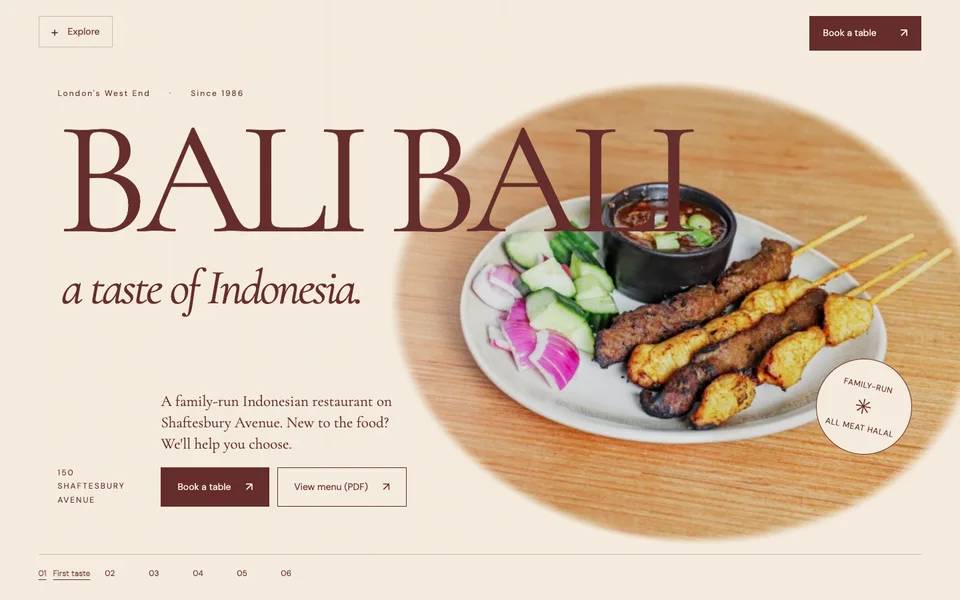 + Explore
Book a table
London's West End · Since 1986
BALI BALI
a taste of Indonesia.
A family-run Indonesian restaurant on
Shaftesbury Avenue. New to the food?
We'll help you choose.
150
SHAFTESBURY
AVENUE
Book a table
View menu (PDF)
FAMILY-RUN
ALL MEAT HALAL
01 First taste 02 03 04 05 06